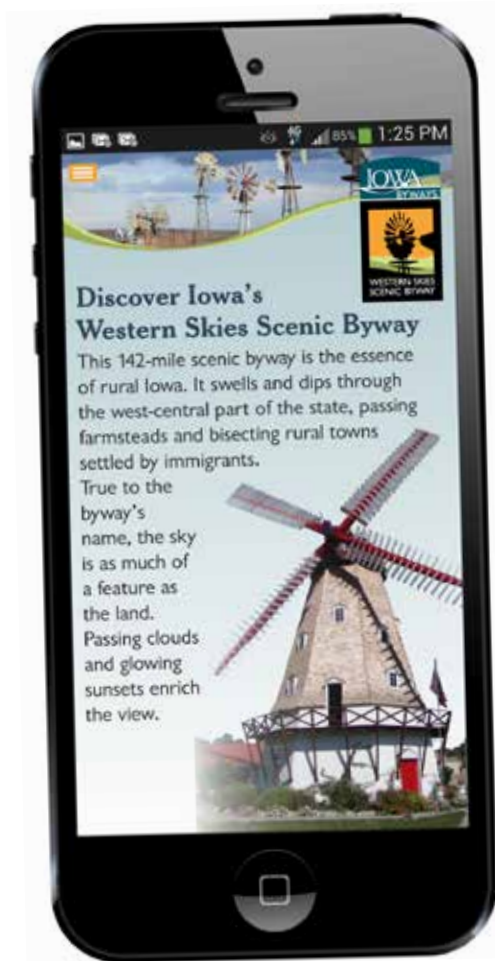 4G 85% 1:25 PM
IOWA
BYWAYS
WESTERN SKIES
SCENIC BYWAY
Discover Iowa's
Western Skies Scenic Byway
This 142-mile scenic byway is the essence
of rural Iowa. It swells and dips through
the west-central part of the state, passing
farmsteads and bisecting rural towns
settled by immigrants.
True to the
byway's
name, the sky
is as much of
a feature as
the land.
Passing clouds
and glowing
sunsets enrich
the view.